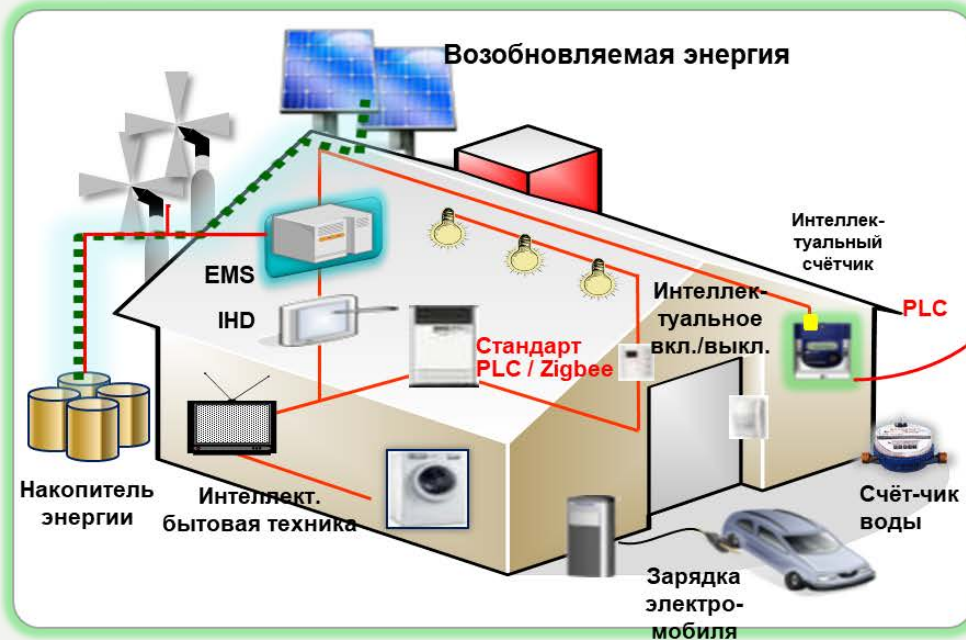 Возобновляемая энергия
Интеллек-
туальный
счётчик
EMS
IHD
Интеллек-
туальное
вкл./выкл.
PLC
Стандарт
PLC / Zigbee
Накопитель
энергии
Интеллект.
бытовая техника
Счёт-чик
воды
Зарядка
электро-
мобиля